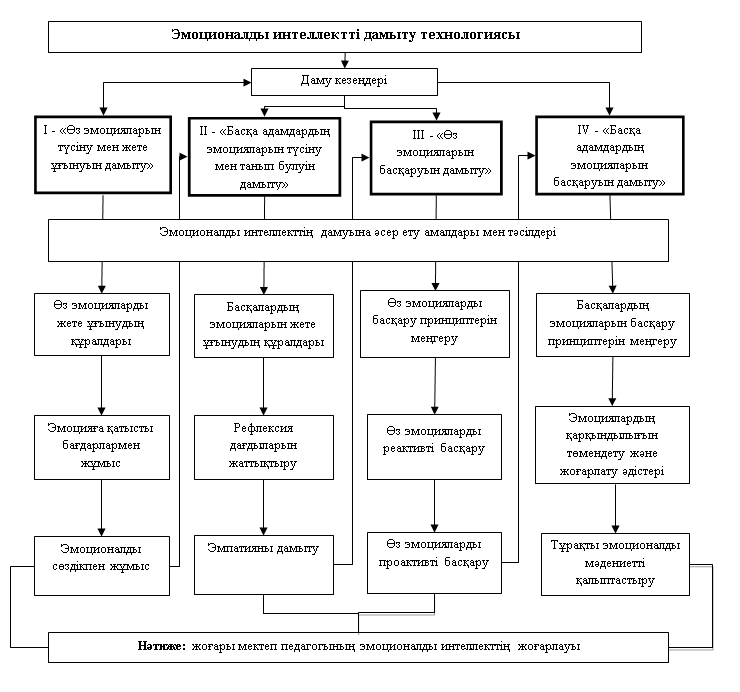 Эмоционалды интеллектті дамыту технологиясы
Даму кезеңдері
I - «Өз эмоцияларын
түсіну мен жете
ұғынуын дамыту»
II - «Басқа адамдардың
эмоцияларын түсіну
мен танып булуін
дамыту»
III - «Өз
эмоцияларын
басқаруын дамыту»
IV - «Басқа
адамдардың
эмоцияларын
басқаруын дамыту»
Эмоционалды интеллекттің дамуына әсер ету амалдары мен тәсілдері
Өз эмоцияларды
жете ұғынудың
құралдары
Басқалардың
эмоцияларын жете
ұғынудың құралдары
Өз эмоцияларды
басқару принциптерін
меңгеру
Басқалардың
эмоцияларын басқару
принциптерін меңгеру
Эмоцияға қатысты
бағдарлармен
жұмыс
Рефлексия
дағдыларын
жаттықтыру
Өз эмоцияларды
реактивті басқару
Эмоциялардың
қарқындылығын
төмендету және
жоғарлату әдістері
Эмоционалды
сөздікпен жұмыс
Эмпатияны дамыту
Өз эмоцияларды
проактивті басқару
Тұрақты эмоционалды
мәдениетті
қалыптастыру
Нәтиже: жоғары мектеп педагогының эмоционалды интеллекттің жоғарлауы